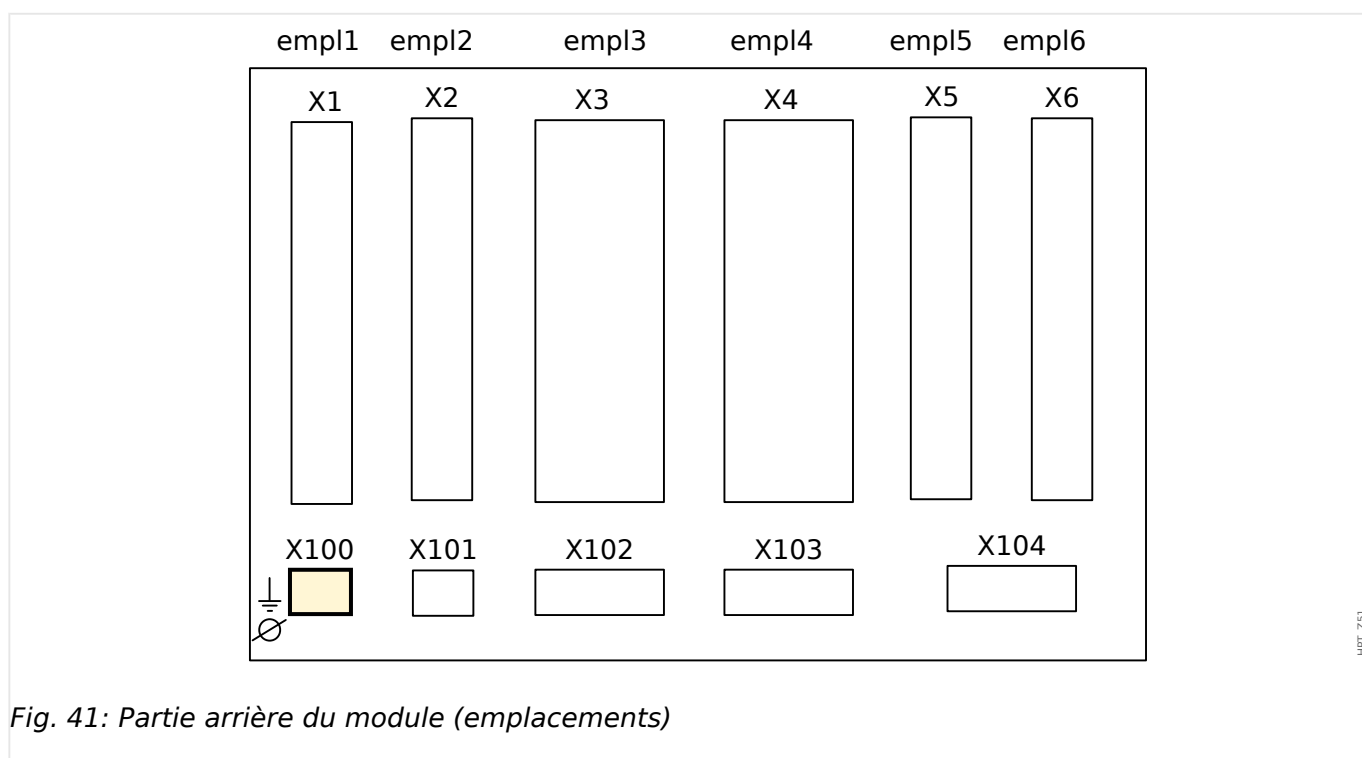 empl1 empl2 empl3 empl4 empl5 empl6
X1 X2 X3 X4 X5 X6
X100 X101 X102 X103 X104
Fig. 41: Partie arrière du module (emplacements)